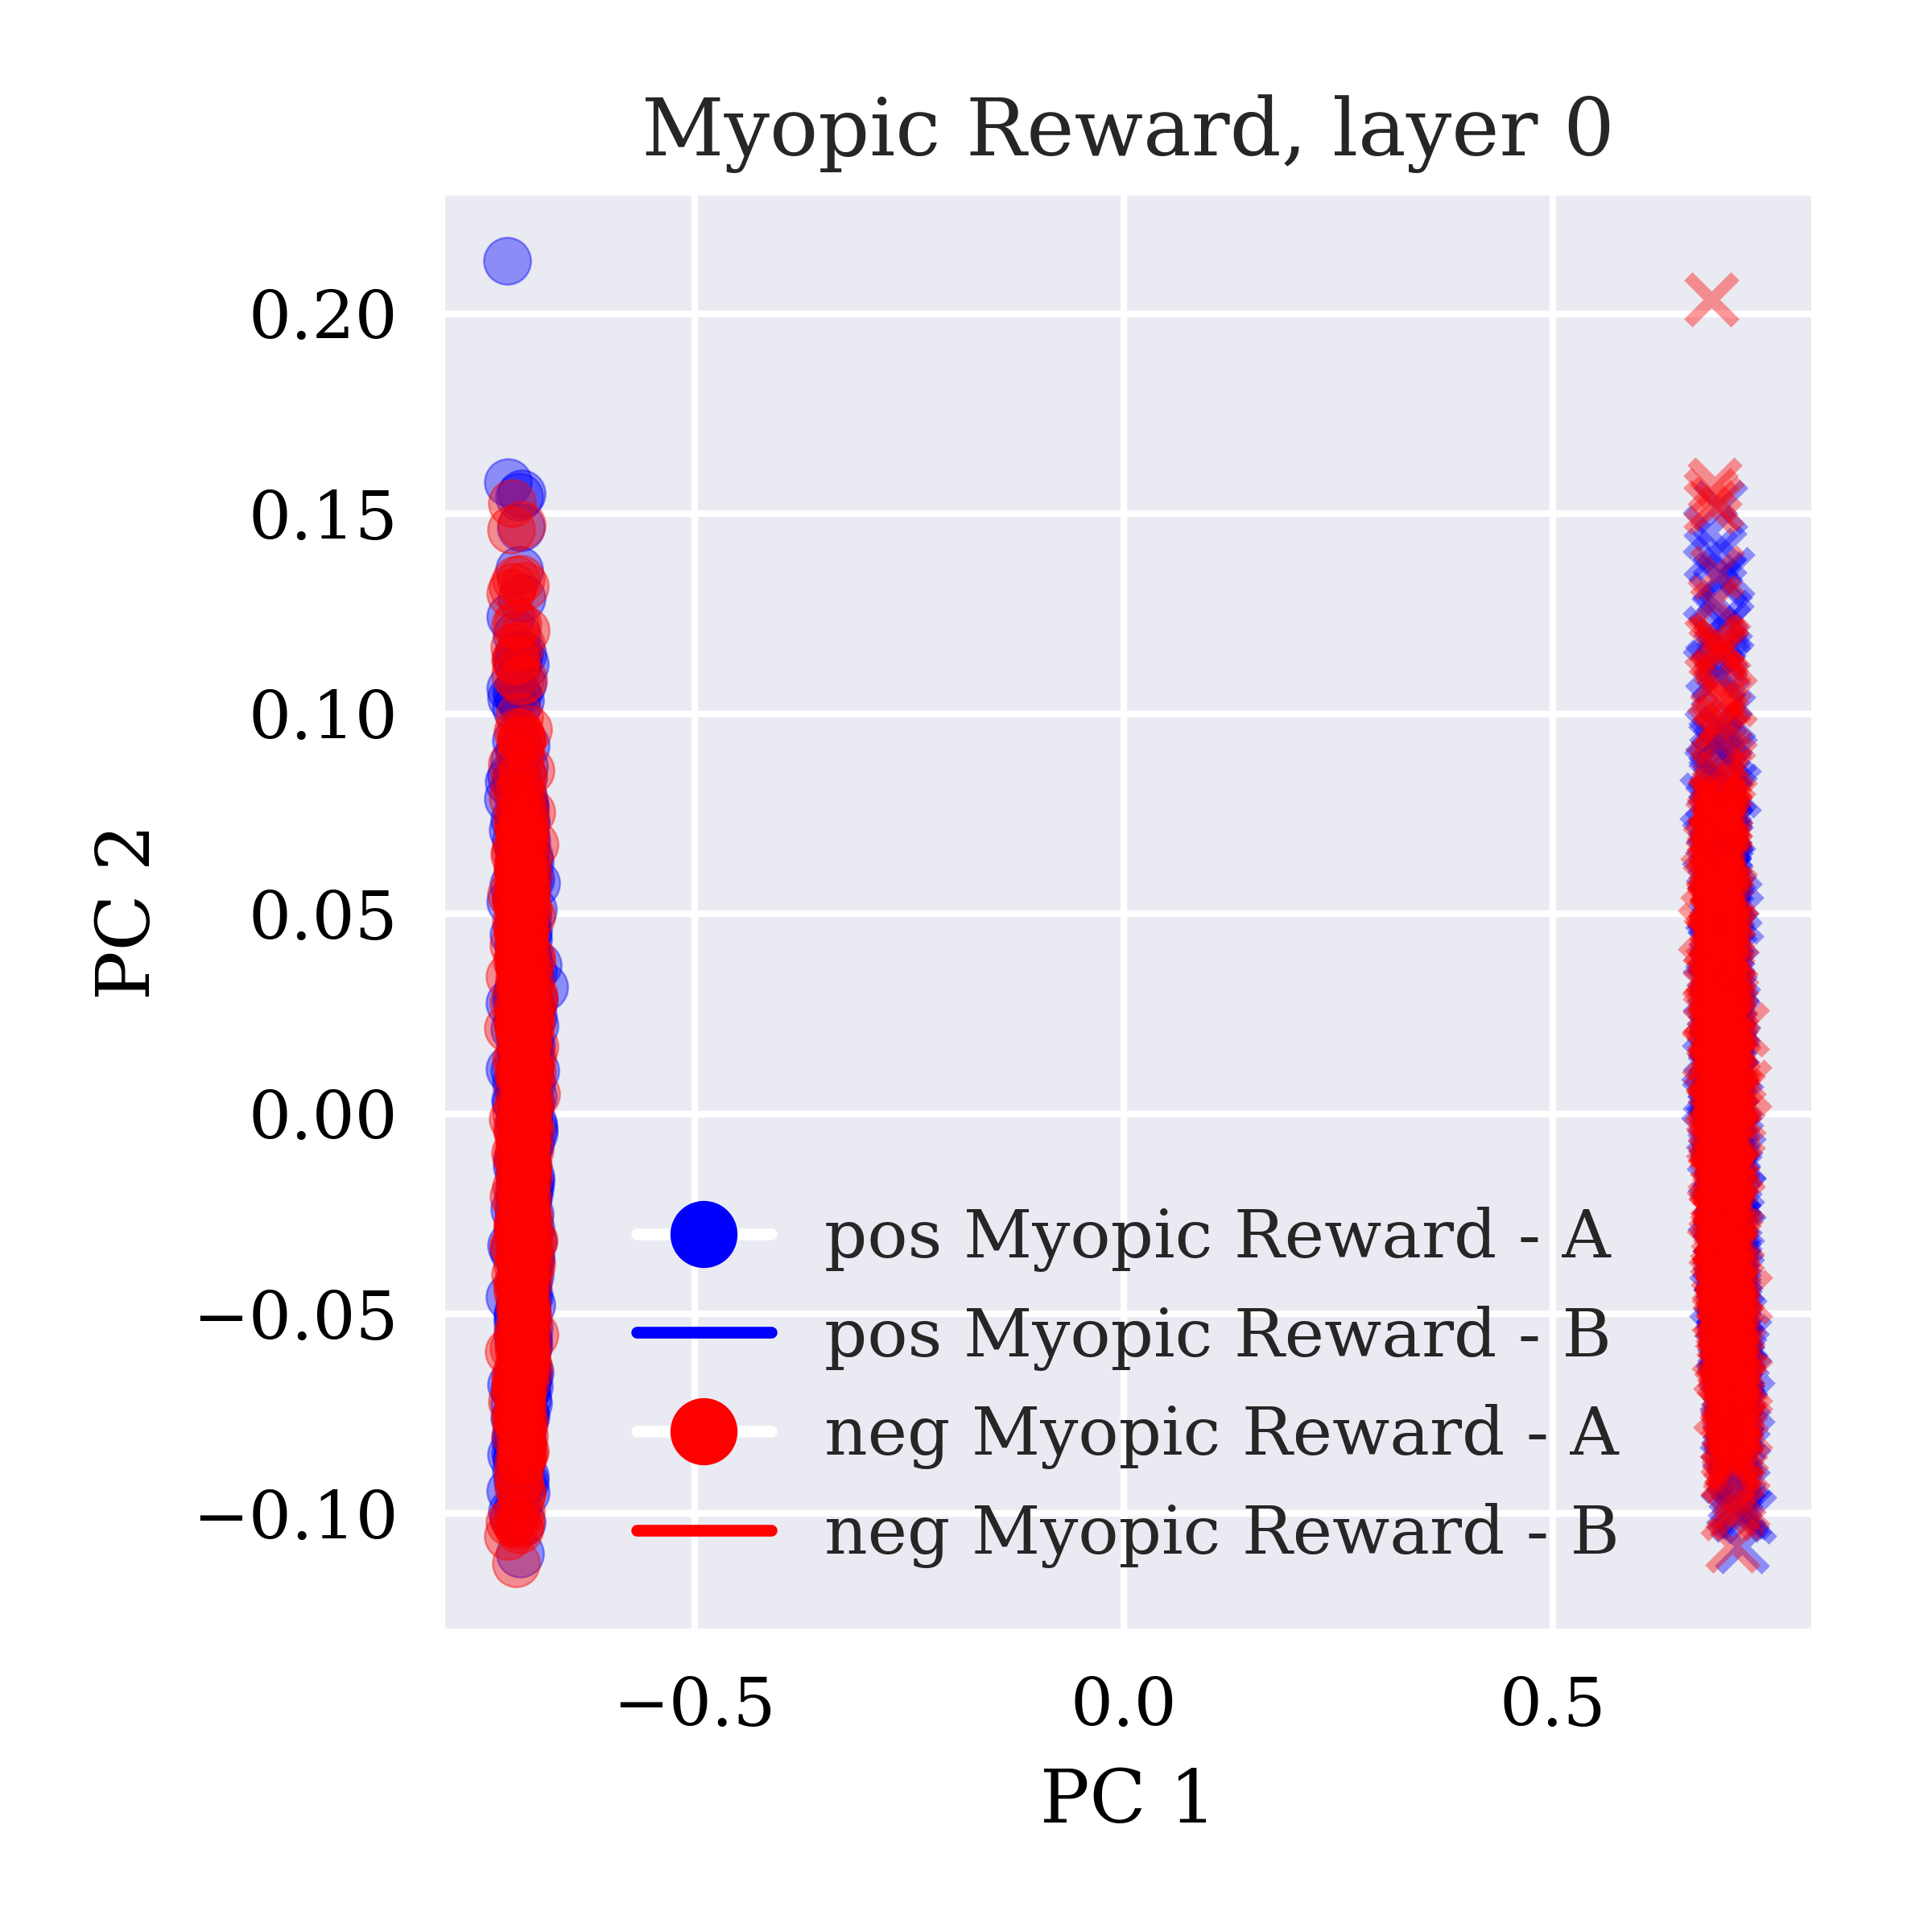 Myopic Reward, layer 0
0.20
0.15
0.10
0.05
0.00
−0.05
−0.10
PC 2
pos Myopic Reward - A
pos Myopic Reward - B
neg Myopic Reward - A
neg Myopic Reward - B
−0.5 0.0 0.5
PC 1